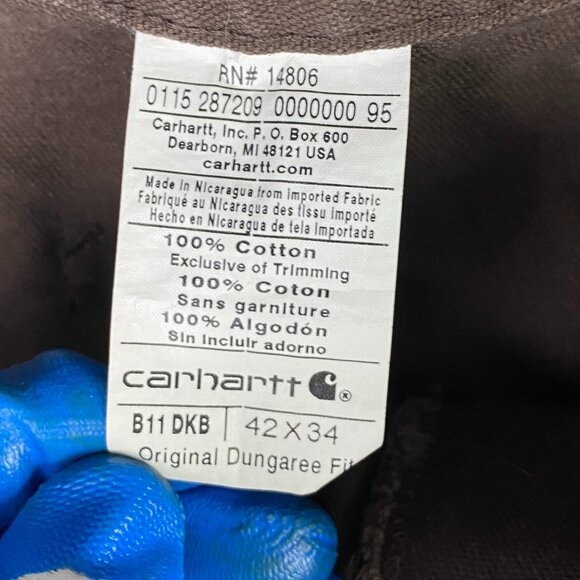 RN# 14806
0115 287209 0000000 95
Carhartt, Inc. P. O. Box 600
Dearborn, MI 48121 USA
carhartt.com
Made in Nicaragua from Imported Fabric
Fabriqué au Nicaragua des tissu importé
Hecho en Nicaragua de tela importada
100% Cotton
Exclusive of Trimming
100% Coton
Sans garniture
100% Algodón
Sin incluir adorno
carhartt ®
B11 DKB 42 X 34
Original Dungaree Fit